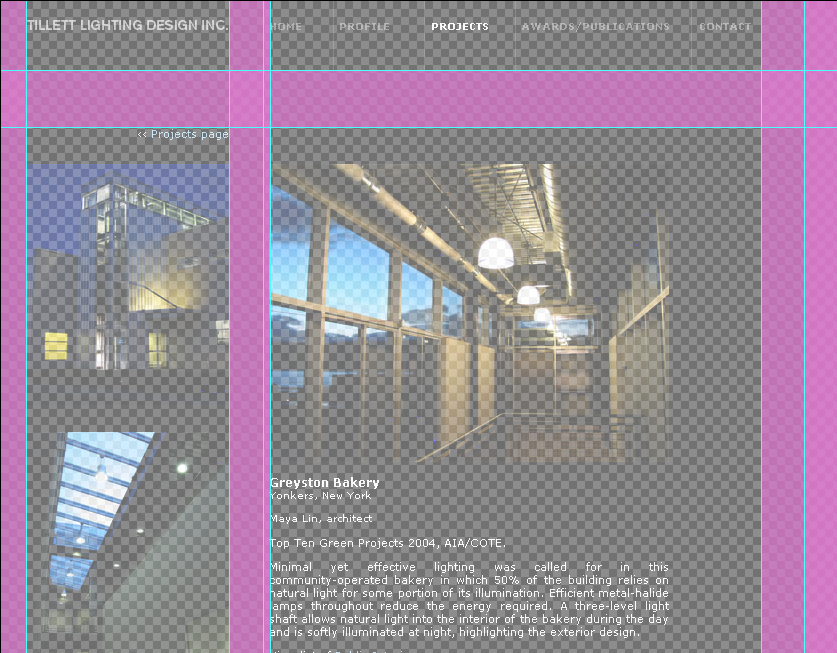 TILLETT LIGHTING DESIGN INC.
HOME PROFILE PROJECTS AWARDS/PUBLICATIONS CONTACT
<< Projects page
Greyston Bakery
Yonkers, New York
Maya Lin, architect
Top Ten Green Projects 2004, AIA/COTE.
Minimal yet effective lighting was called for in this
community-operated bakery in which 50% of the building relies on
natural light for some portion of its illumination. Efficient metal-halide
lamps throughout reduce the energy required. A three-level light
shaft allows natural light into the interior of the bakery during the day
and is softly illuminated at night, highlighting the exterior design.